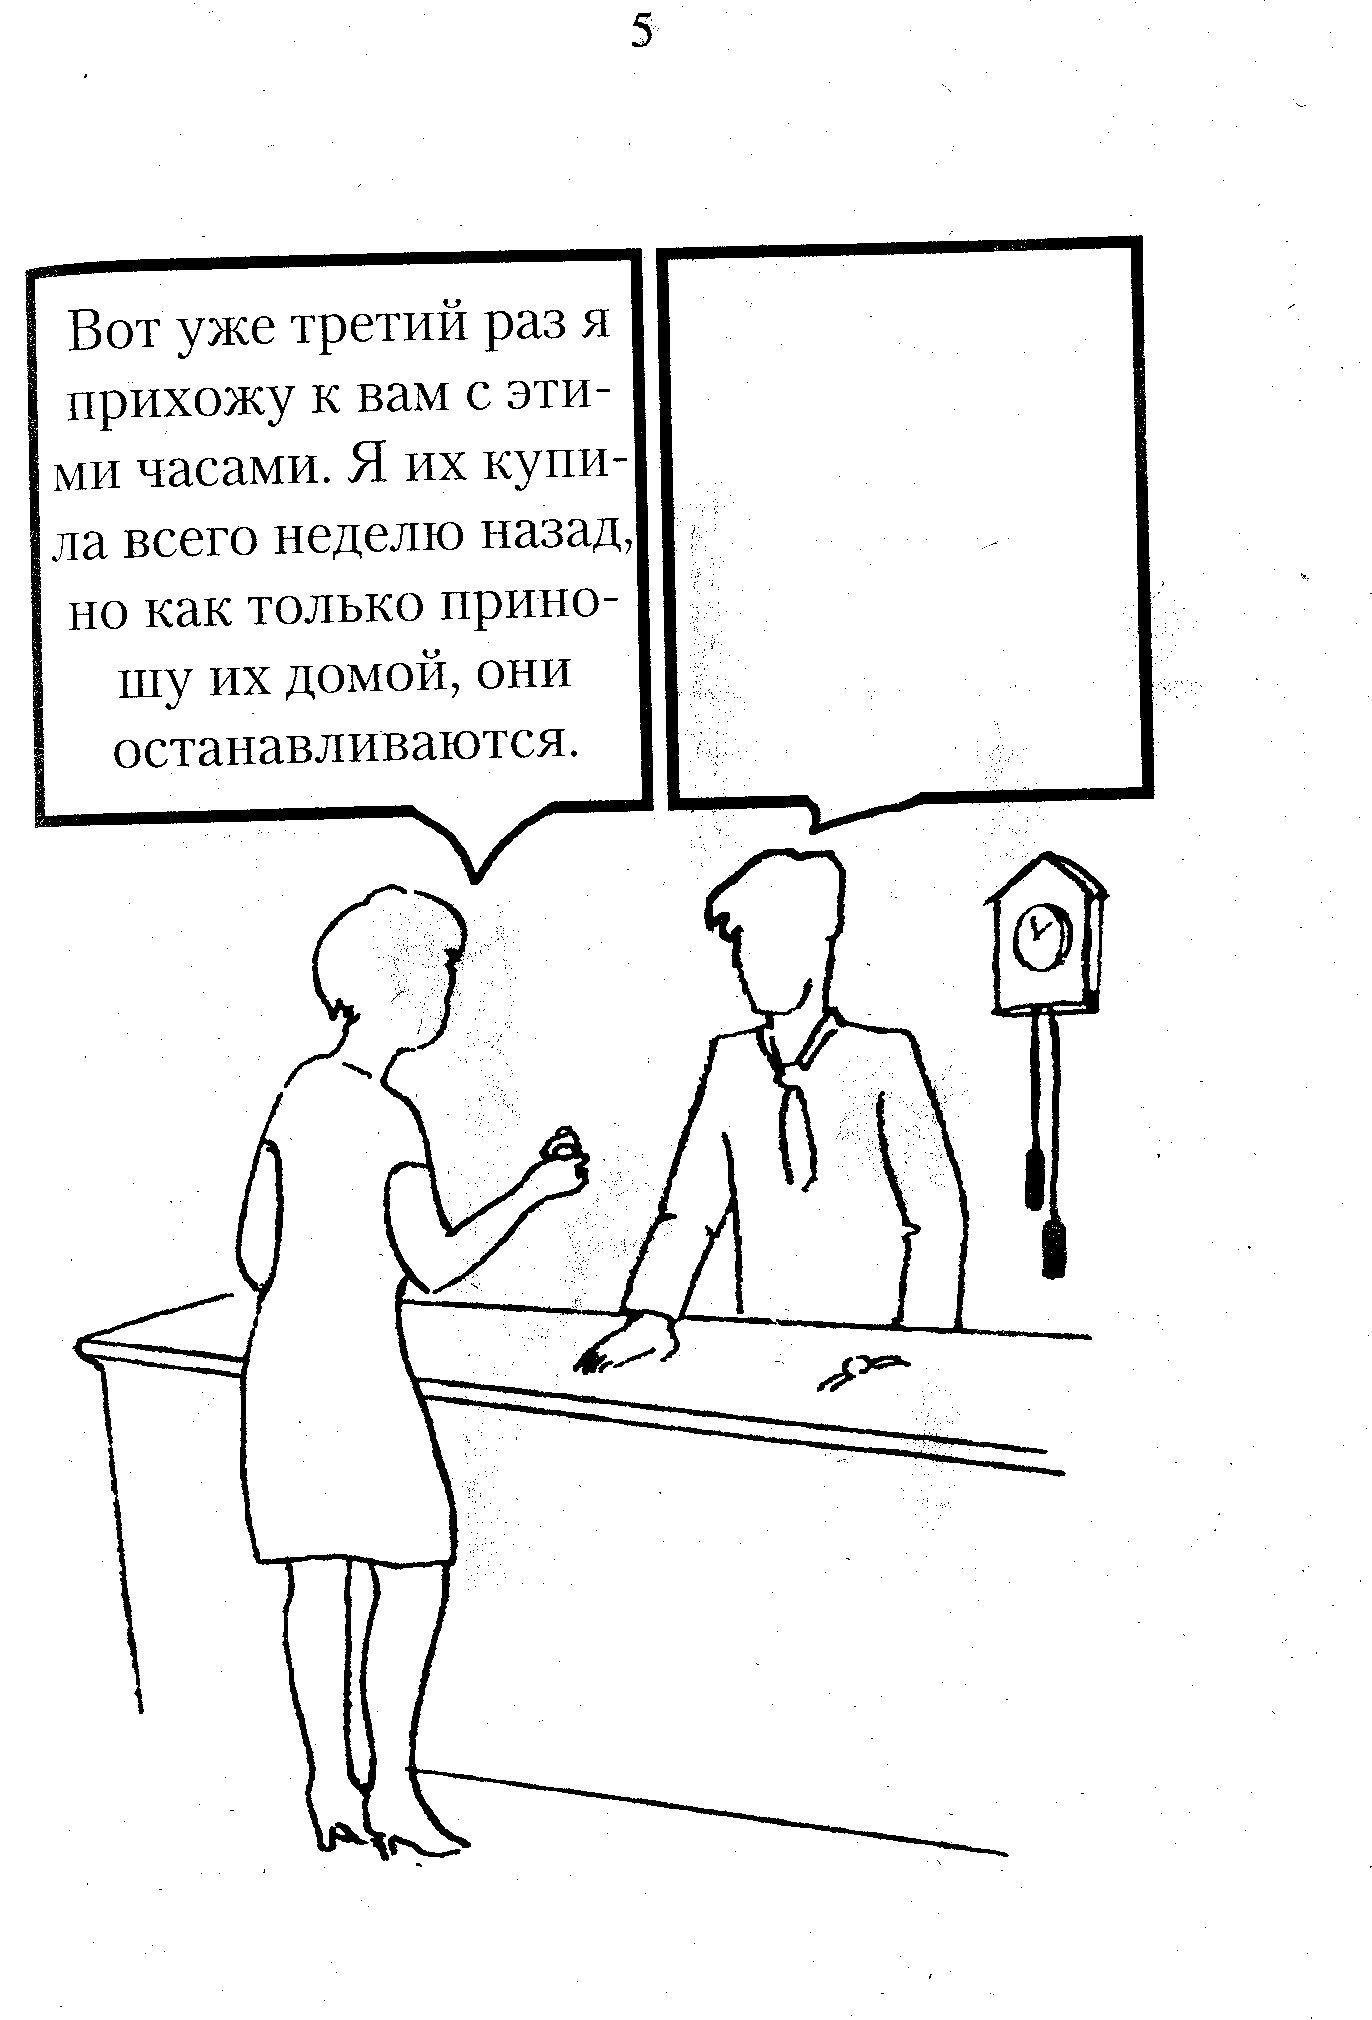 5
Вот уже третий раз я
прихожу к вам с эти-
ми часами. Я их купи-
ла всего неделю назад,
но как только прино-
шу их домой, они
останавливаются.